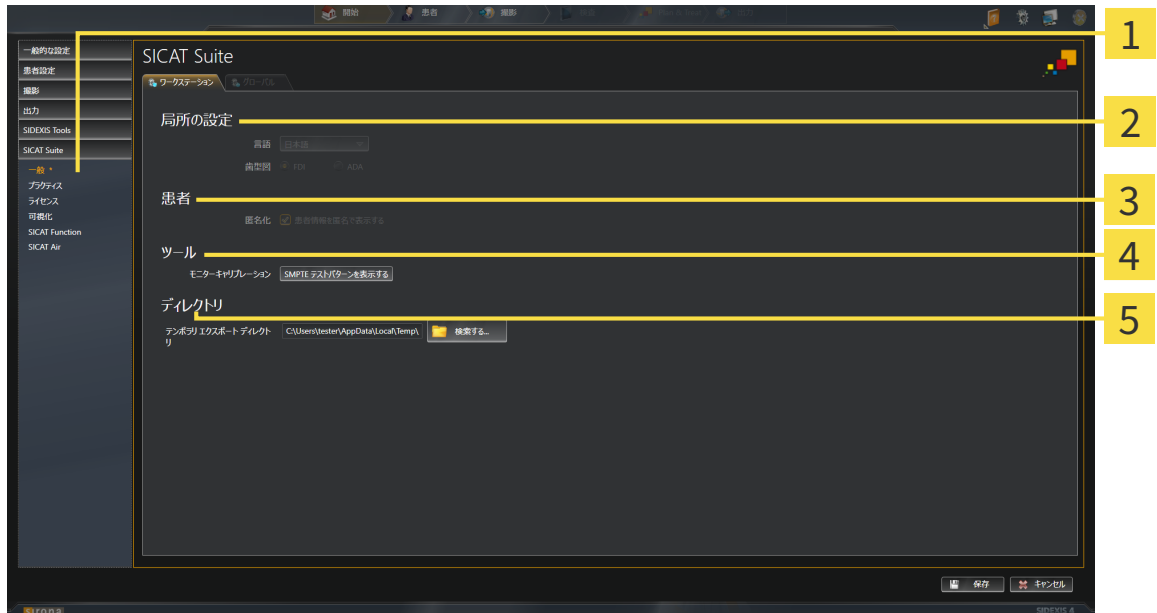 開始 患者 撮影
1
一般的な設定
患者設定
撮影
出力
SIDEXIS Tools
SICAT Suite
一般 *
プラクティス
ライセンス
可視化
SICAT Function
SICAT Air
SICAT Suite
ワークステーション グローバル
局所の設定
2
言語 日本語
歯型図 FDI ADA
患者
3
匿名化 患者情報を匿名で表示する
ツール
4
モニターキャリブレーション SMPTE テストパターンを表示する
ディレクトリ
5
テンポラリ エクスポート ディレクト
リ
C:\Users\tester\AppData\Local\Temp\ 検索する...
保存 キャンセル
sirona
SIDEXIS 4